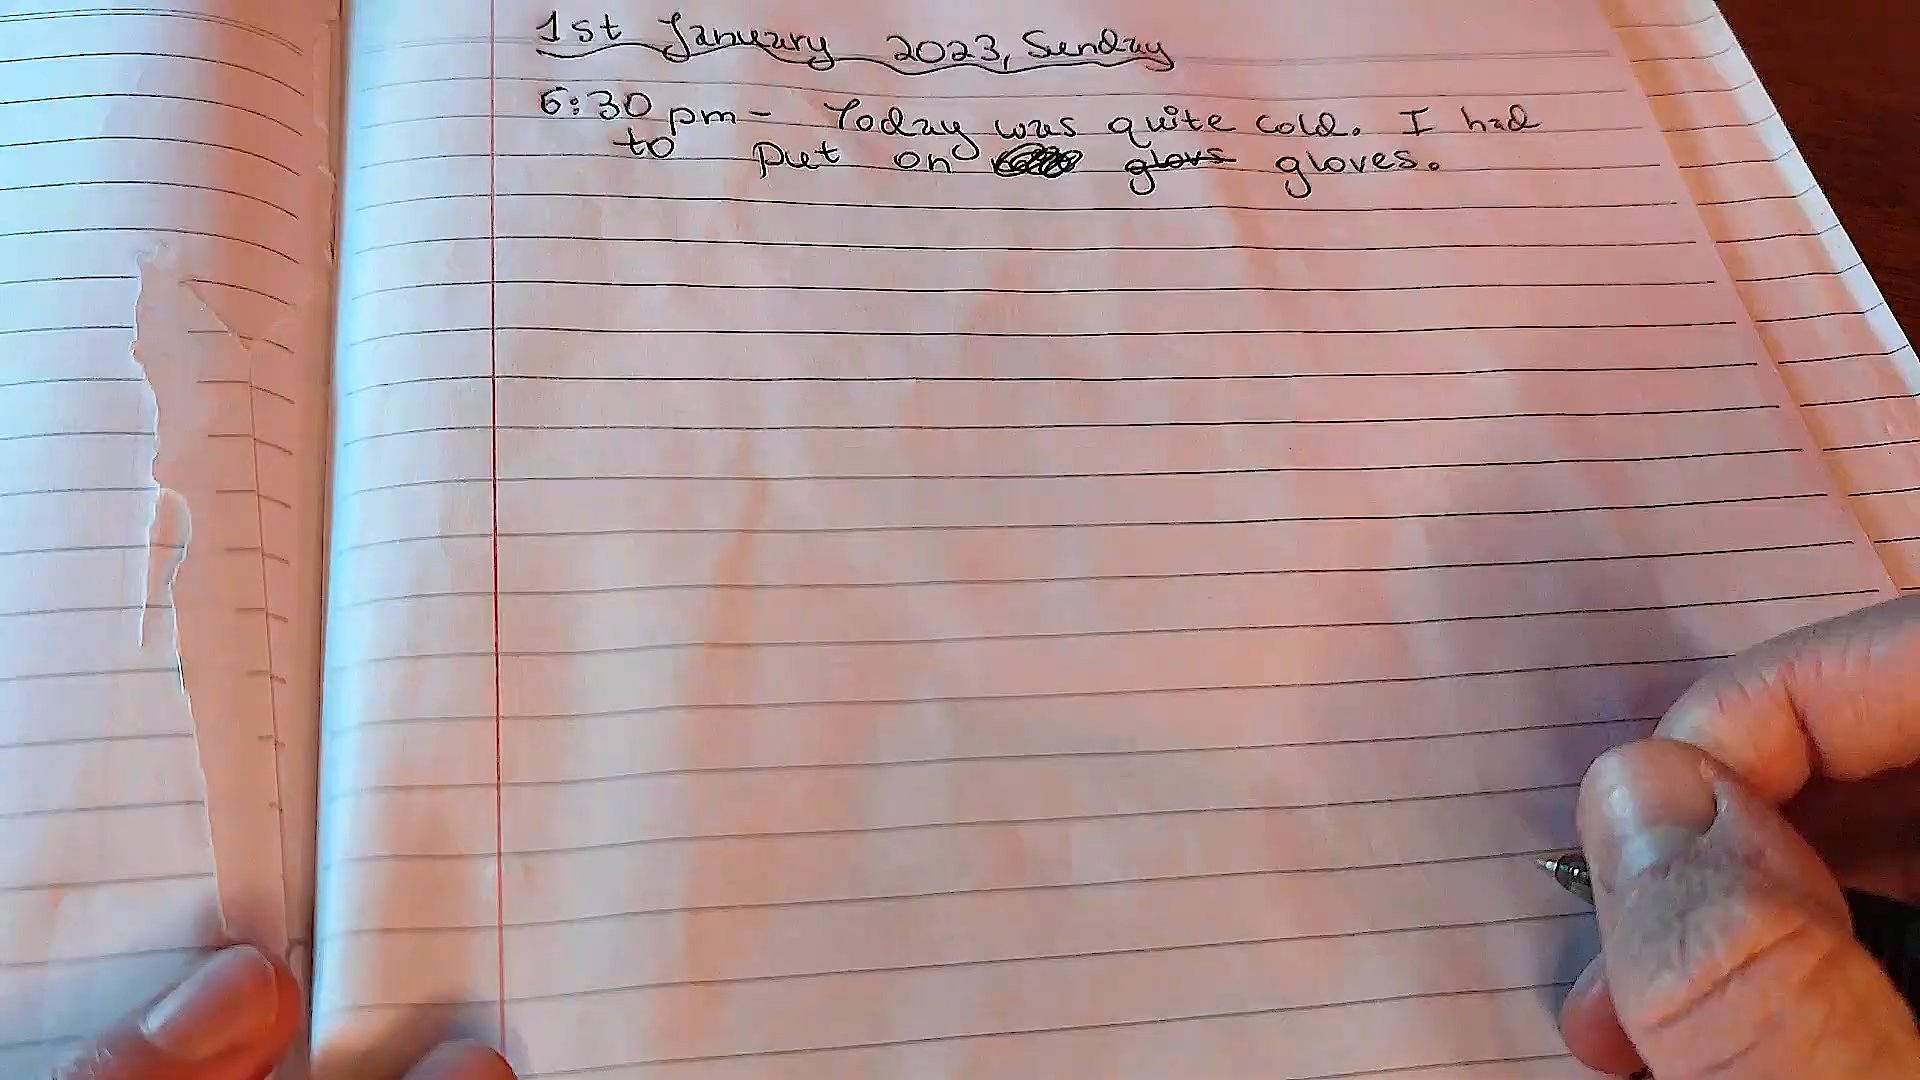 1st January 2023, Sunday
6:30 pm - Today was quite cold. I had
to put on glovs gloves.